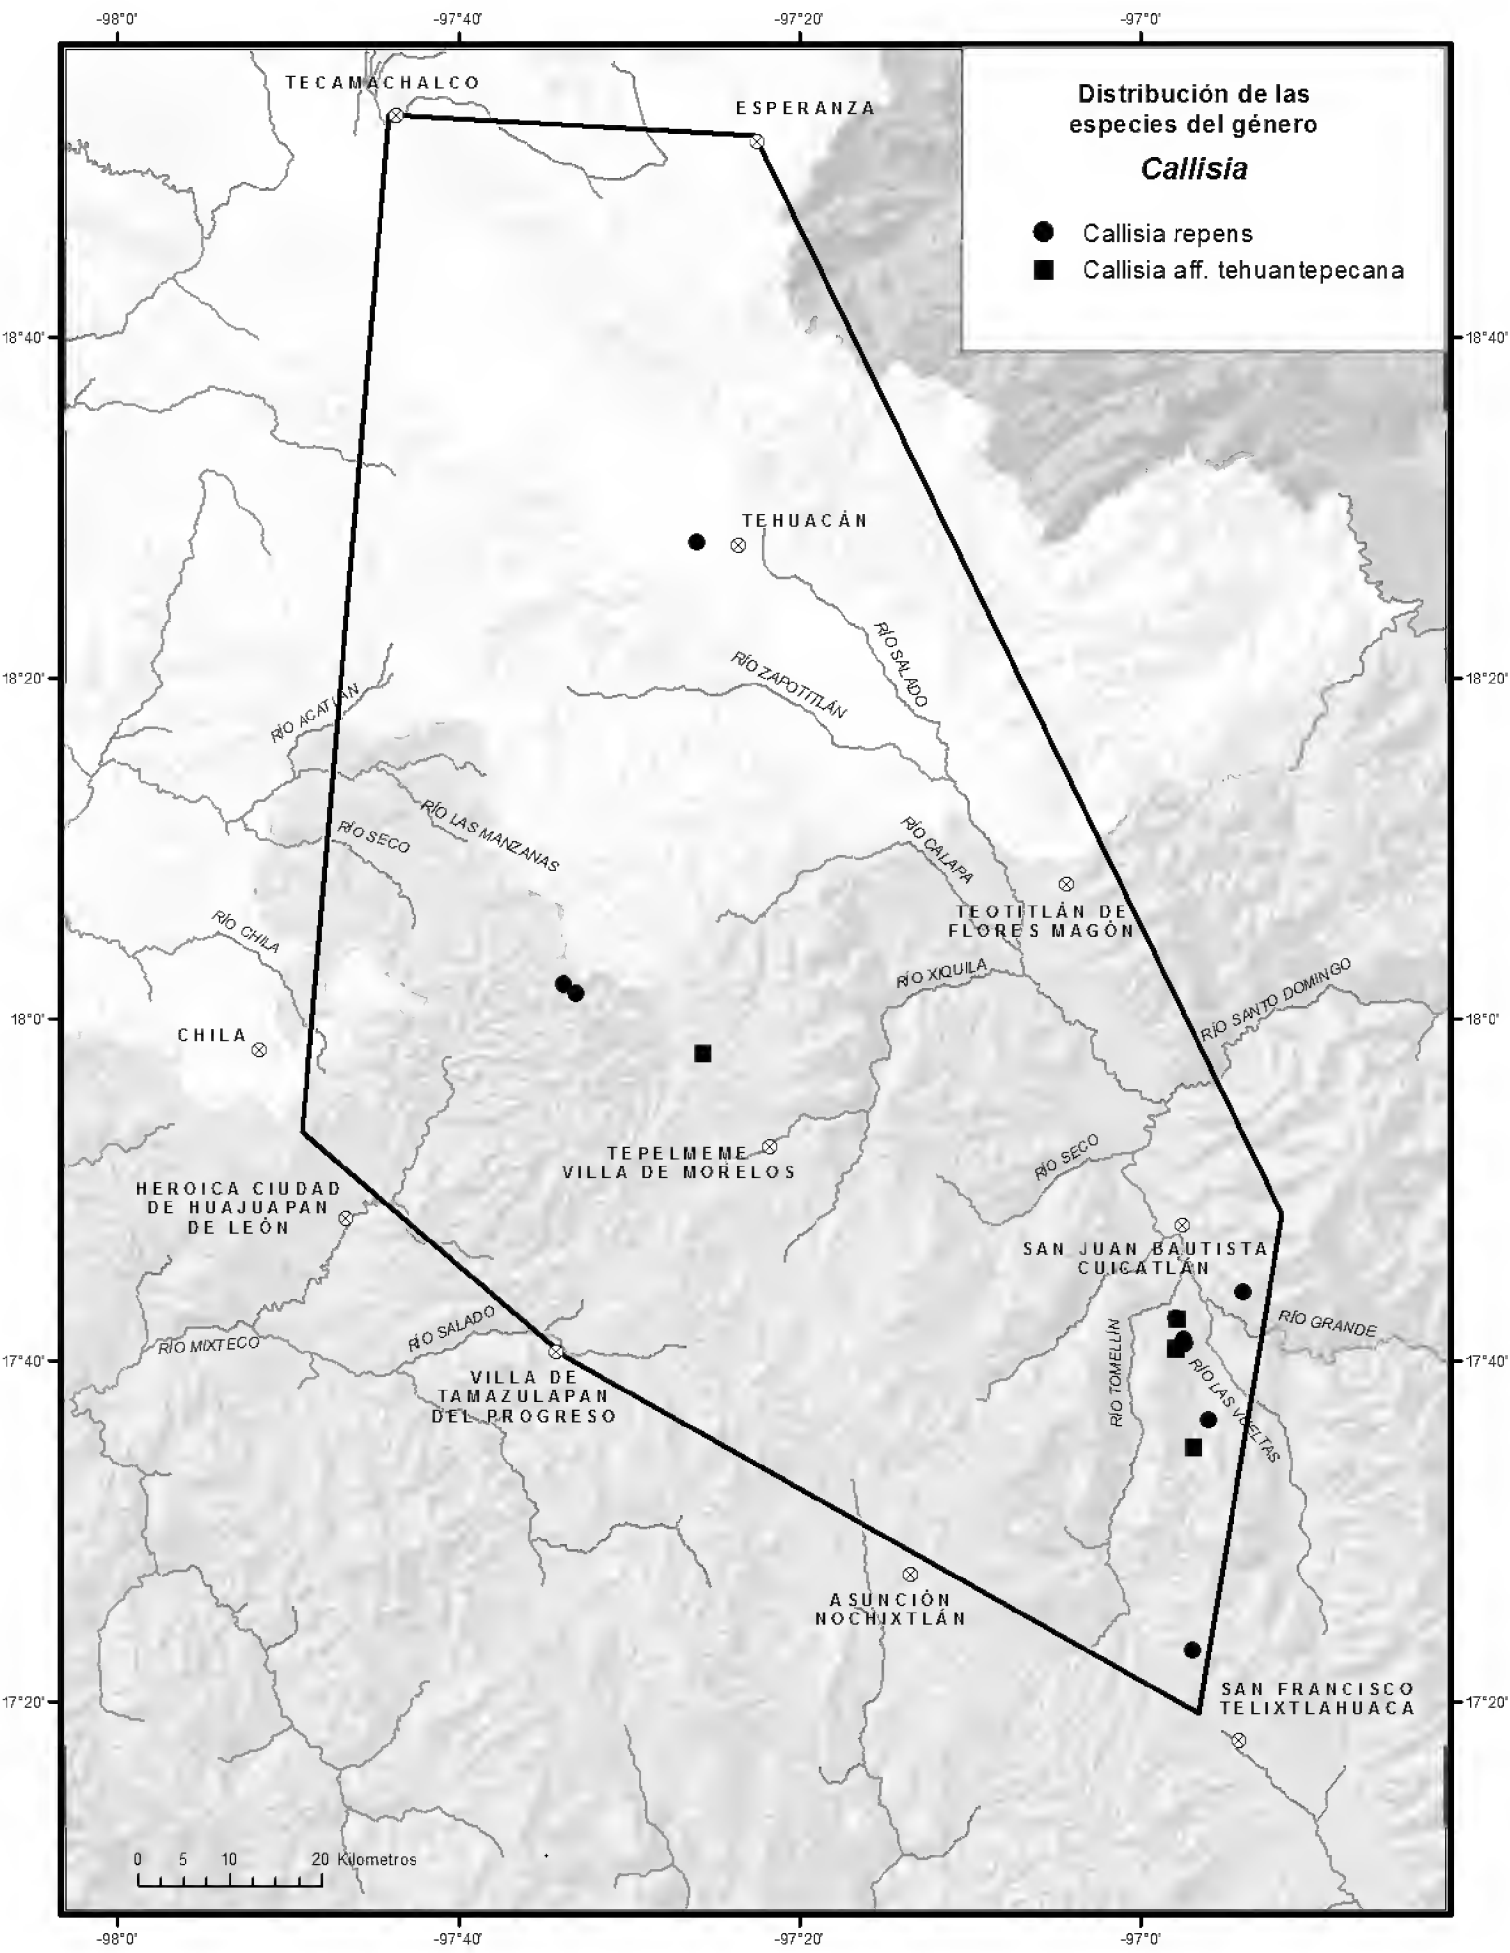 -98°0'
-97°40'
-97°20'
-97°0'
TECAMACHALCO
ESPERANZA
Distribución de las
especies del género
Callisia
Callisia repens
Callisia aff. tehuantepecana
18°40'
18°40'
TEHUACÁN
RÍO SALADO
RÍO ZAPOTITLÁN
18°20'
18°20'
RÍO ACATLÁN
RÍO LAS MANZANAS
RÍO SECO
RÍO CALAPA
TEOTITLÁN DE
FLORES MAGÓN
RÍO CHILA
RÍO XIQUILA
RÍO SANTO DOMINGO
18°0'
18°0'
CHILA
TEPELMEME
VILLA DE MORELOS
RÍO SECO
HEROICA CIUDAD
DE HUAJUAPAN
DE LEÓN
SAN JUAN BAUTISTA
CUICATLÁN
RÍO GRANDE
RÍO SALADO
RÍO MIXTECO
RÍO TOMELLÍN
RÍO LAS VUELTAS
17°40'
17°40'
VILLA DE
TAMAZULAPAN
DEL PROGRESO
ASUNCIÓN
NOCHIXTLÁN
SAN FRANCISCO
TELIXTLAHUACA
17°20'
17°20'
0 5 10 20 Kilometros
-98°0'
-97°40'
-97°20'
-97°0'